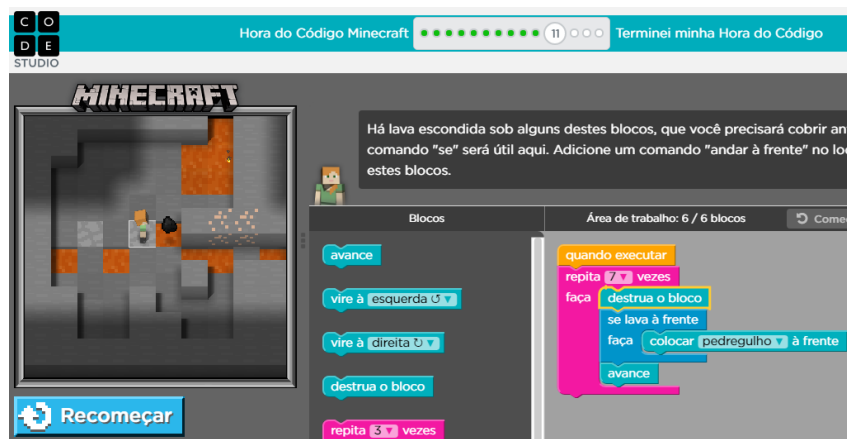 C O
D E
STUDIO
Hora do Código Minecraft
11
Terminei minha Hora do Código
MINECRAFT
Há lava escondida sob alguns destes blocos, que você precisará cobrir
comando "se" será útil aqui. Adicione um comando "andar à frente" no
estes blocos.
Blocos
Área de trabalho: 6 / 6 blocos
avance
vire à esquerda ↺
vire à direita ↻
destrua o bloco
repita 3 vezes
quando executar
repita 7 vezes
faça destrua o bloco
se lava à frente
faça colocar pedregulho à frente
avance
Recomeçar